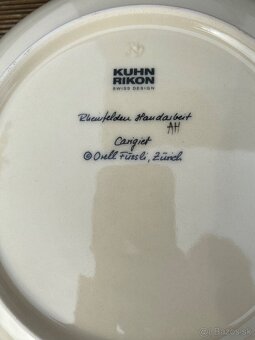 KUHN
RIKON
SWISS DESIGN
Rheinfelden Handarbeit
AH
Carigiet
© Orell Füssli, Zürich